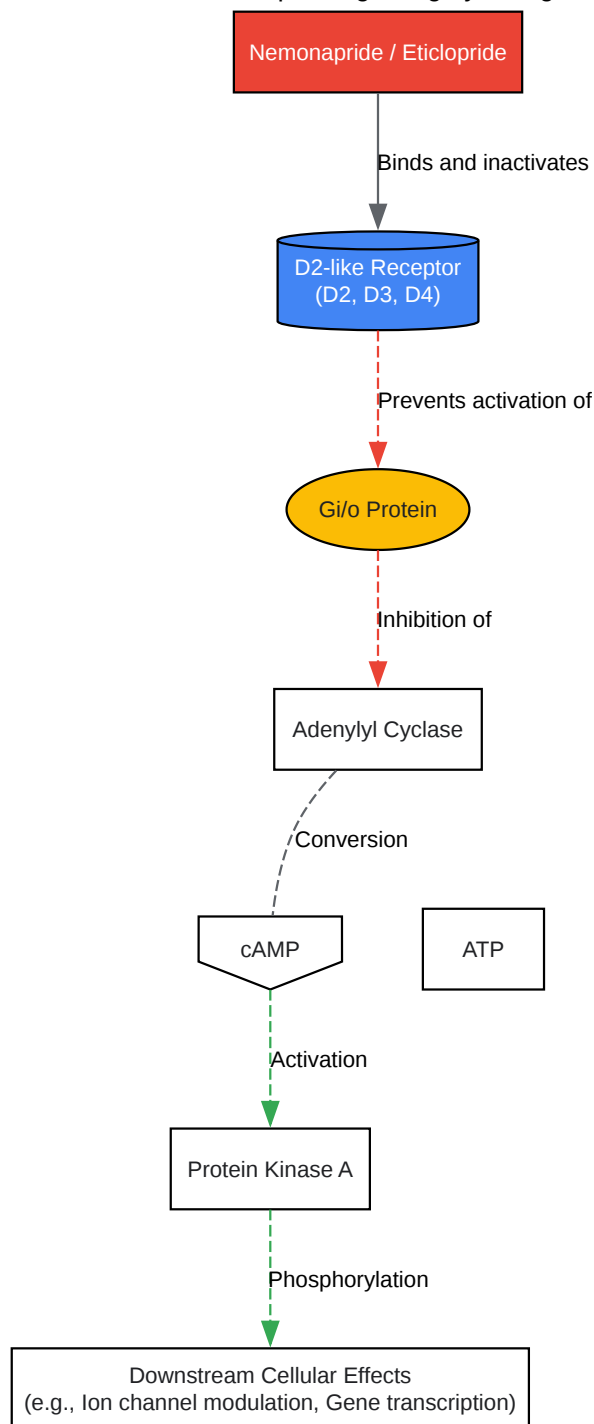 Nemonapride / Eticlopride
Binds and inactivates
D2-like Receptor
(D2, D3, D4)
Prevents activation of
Gi/o Protein
Inhibition of
Adenylyl Cyclase
Conversion
cAMP
ATP
Activation
Protein Kinase A
Phosphorylation
Downstream Cellular Effects
(e.g., Ion channel modulation, Gene transcription)